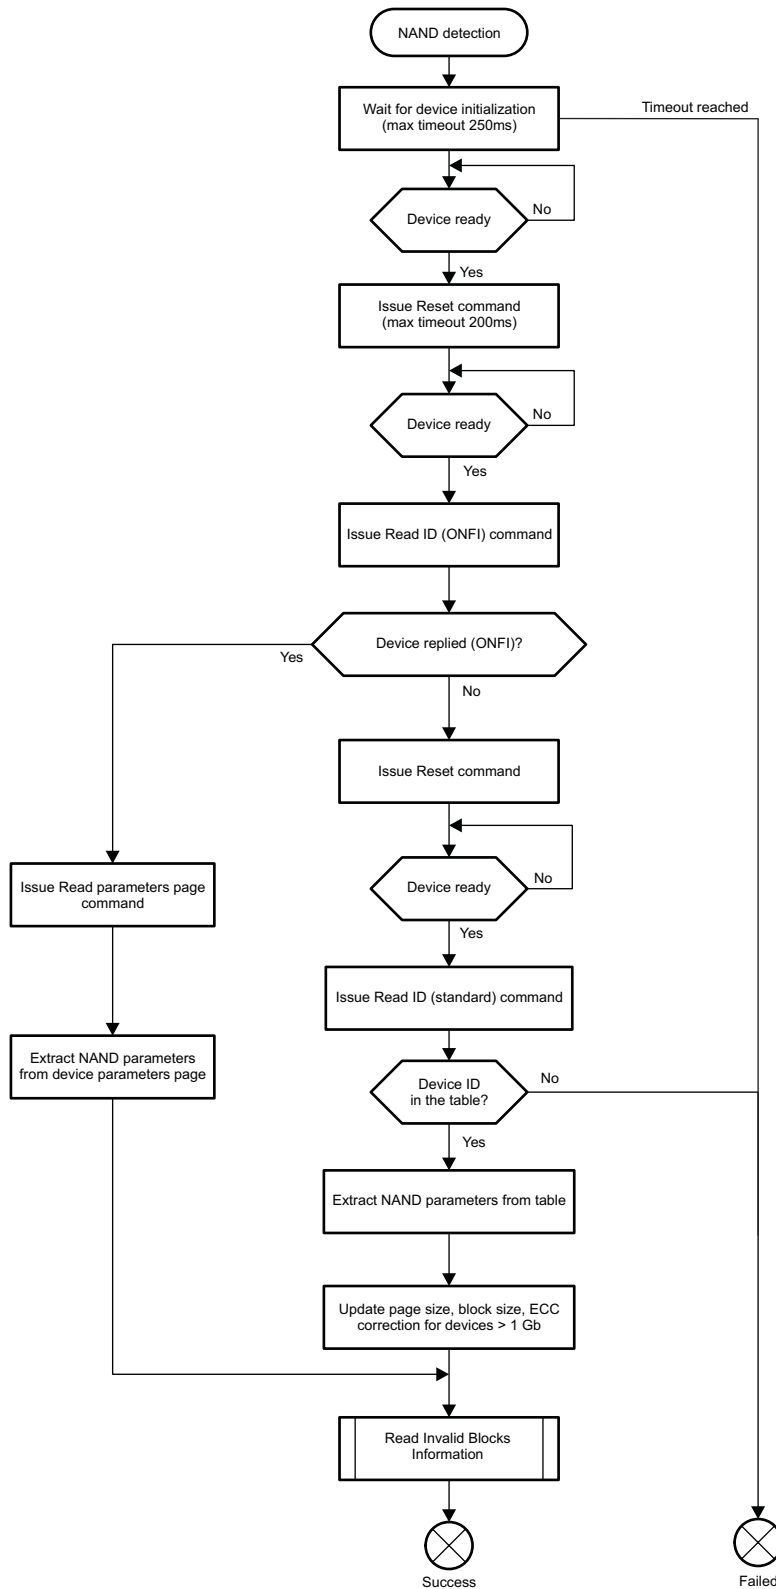 NAND detection
Wait for device initialization
(max timeout 250ms)
Timeout reached
Device ready
No
Yes
Issue Reset command
(max timeout 200ms)
Device ready
No
Yes
Issue Read ID (ONFI) command
Device replied (ONFI)?
Yes
No
Issue Reset command
Issue Read parameters page
command
Device ready
No
Yes
Issue Read ID (standard) command
Extract NAND parameters
from device parameters page
Device ID
in the table?
No
Yes
Extract NAND parameters from table
Update page size, block size, ECC
correction for devices > 1 Gb
Read Invalid Blocks
Information
Success
Failed